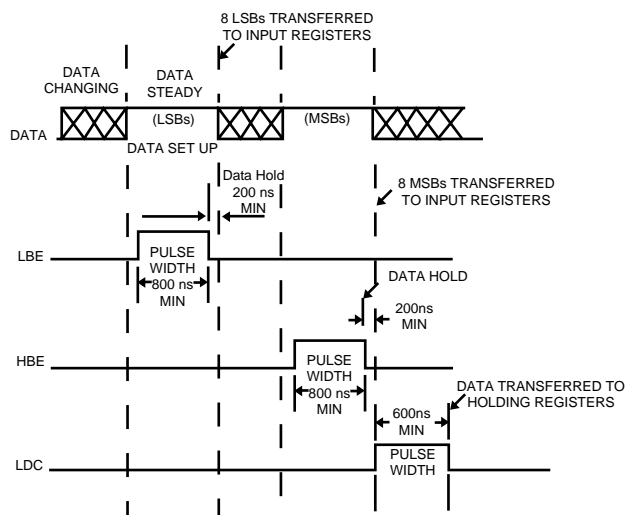 8 LSBs TRANSFERRED
TO INPUT REGISTERS
DATA
CHANGING
DATA
STEADY
(LSBs)
(MSBs)
DATA
DATA SET UP
Data Hold
200 ns
MIN
8 MSBs TRANSFERRED
TO INPUT REGISTERS
LBE
PULSE
WIDTH
800 ns
MIN
DATA HOLD
200ns
MIN
HBE
PULSE
WIDTH
800 ns
MIN
DATA TRANSFERRED TO
HOLDING REGISTERS
600ns
MIN
LDC
PULSE
WIDTH